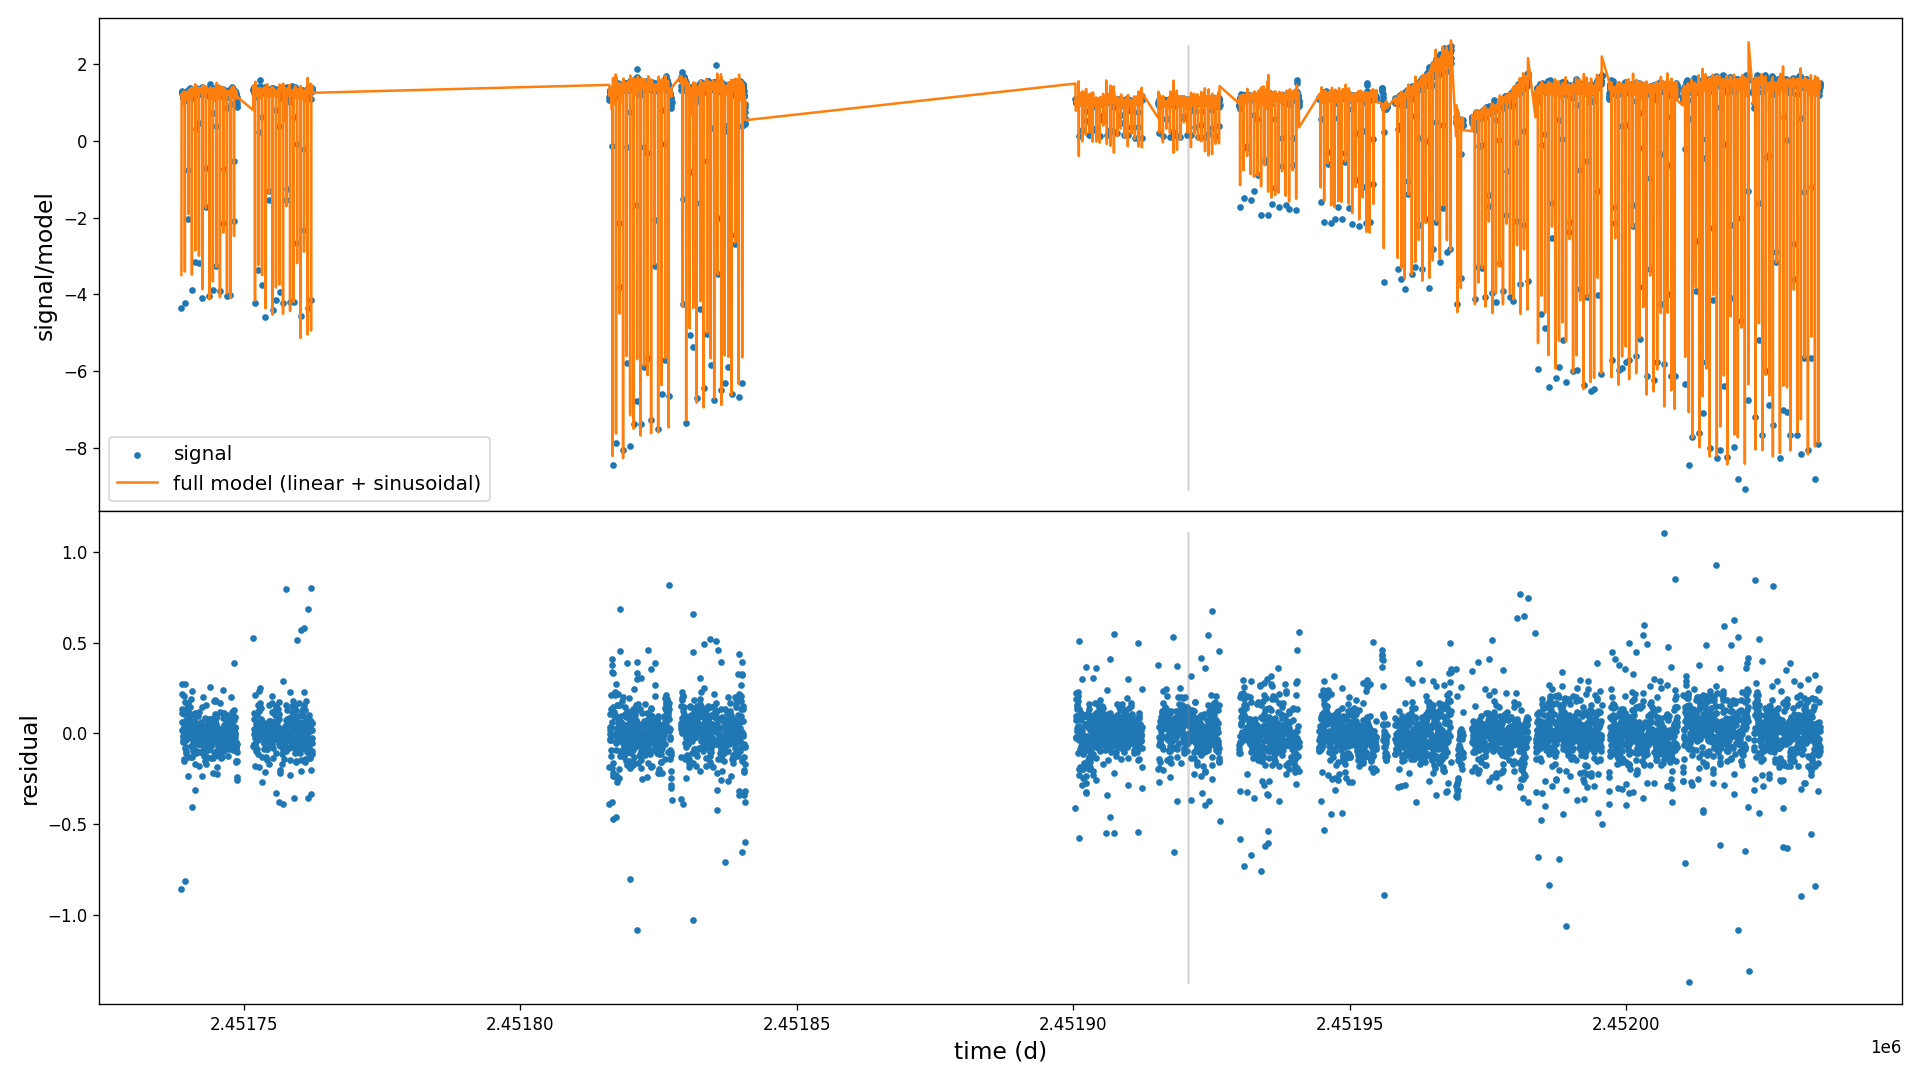 2
0
−2
−4
−6
−8
signal/model
signal
full model (linear + sinusoidal)
1.0
0.5
0.0
−0.5
−1.0
residual
2.45175
2.45180
2.45185
2.45190
2.45195
2.45200
1e6
time (d)